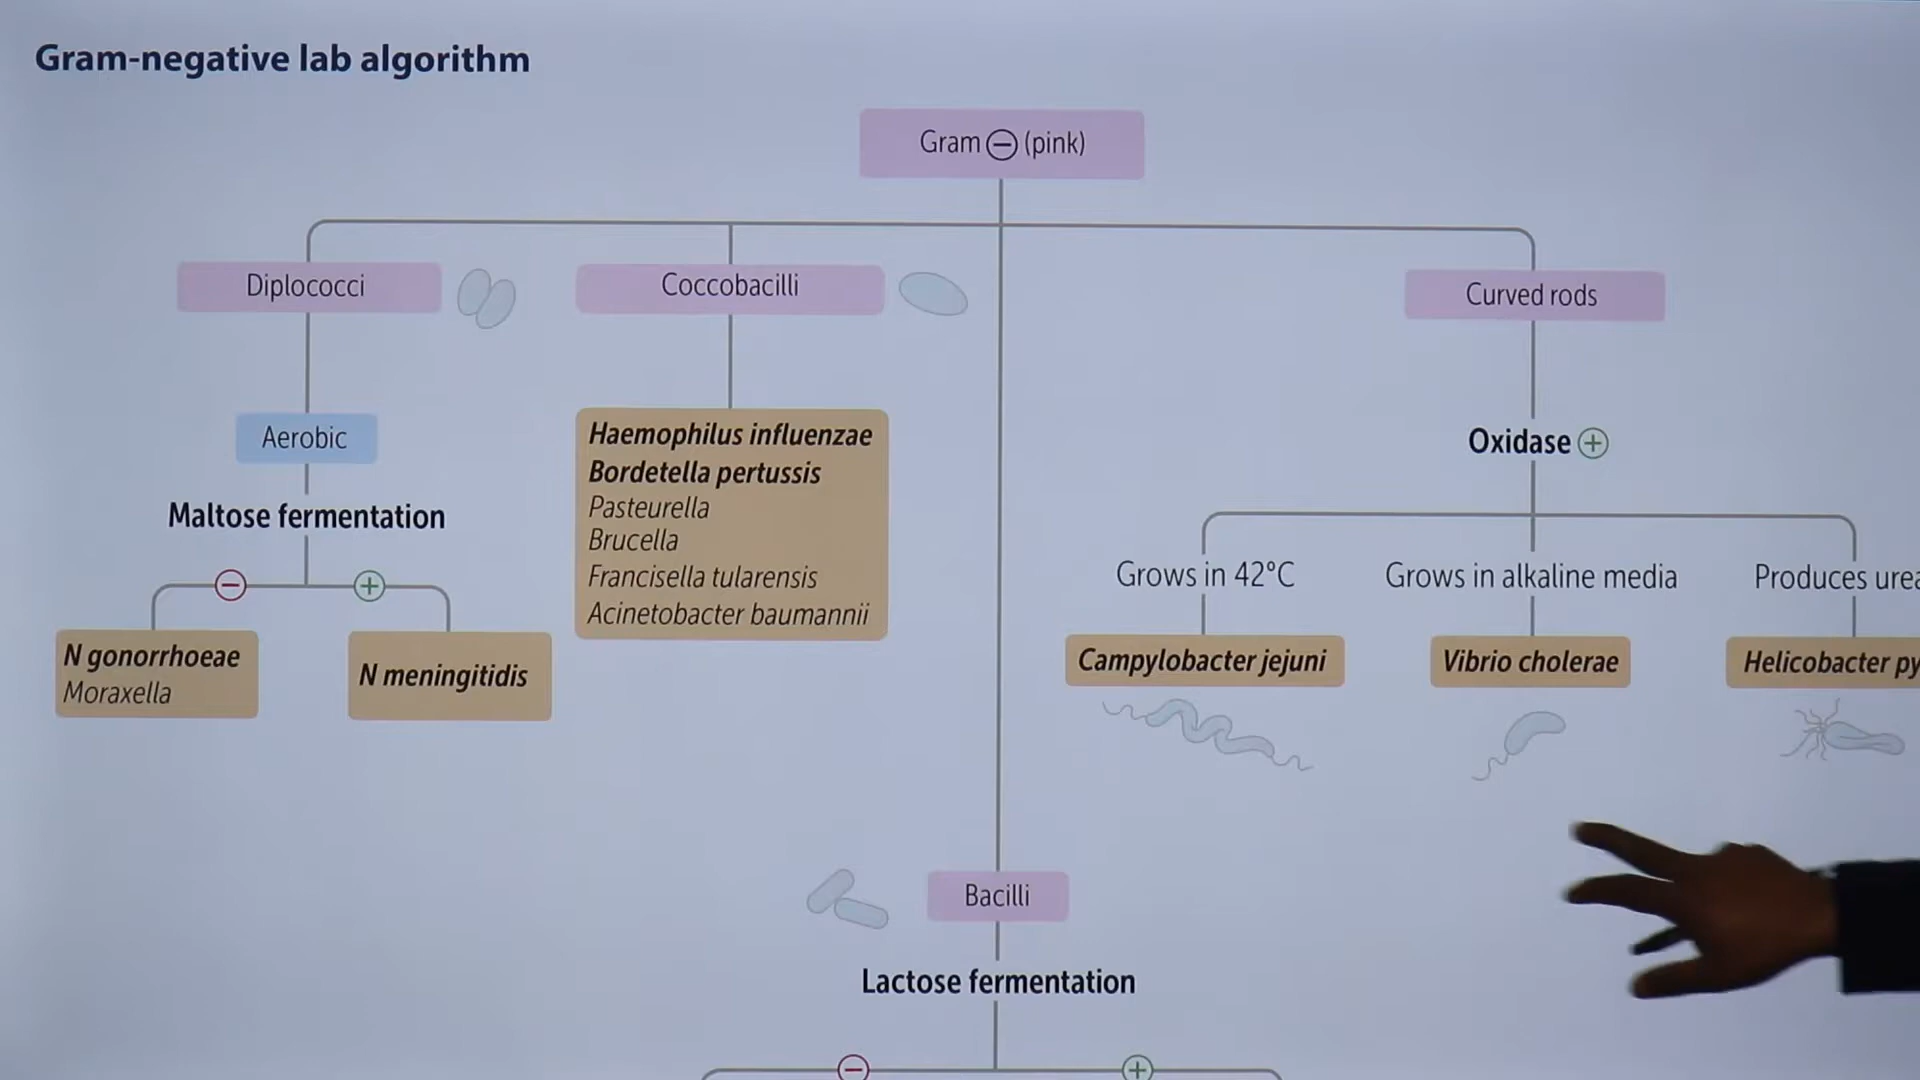 Gram-negative lab algorithm
Gram ⊖ (pink)
Diplococci
Coccobacilli
Curved rods
Aerobic
Maltose fermentation
⊖ ⊕
N gonorrhoeae
Moraxella
N meningitidis
Haemophilus influenzae
Bordetella pertussis
Pasteurella
Brucella
Francisella tularensis
Acinetobacter baumannii
Oxidase ⊕
Grows in 42°C
Grows in alkaline media
Produces
Campylobacter jejuni
Vibrio cholerae
Helicobacter
Bacilli
Lactose fermentation
⊖ ⊕